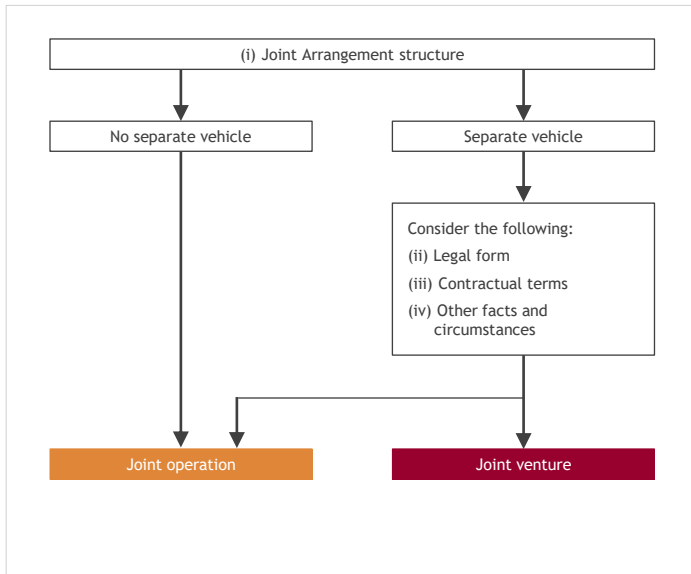 (i) Joint Arrangement structure
No separate vehicle
Separate vehicle
Consider the following:
(ii) Legal form
(iii) Contractual terms
(iv) Other facts and
circumstances
Joint operation
Joint venture